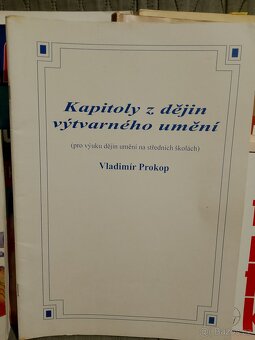 Kapitoly z dějin
výtvarného umění
(pro výuku dějin umění na středních školách)
Vladimír Prokop